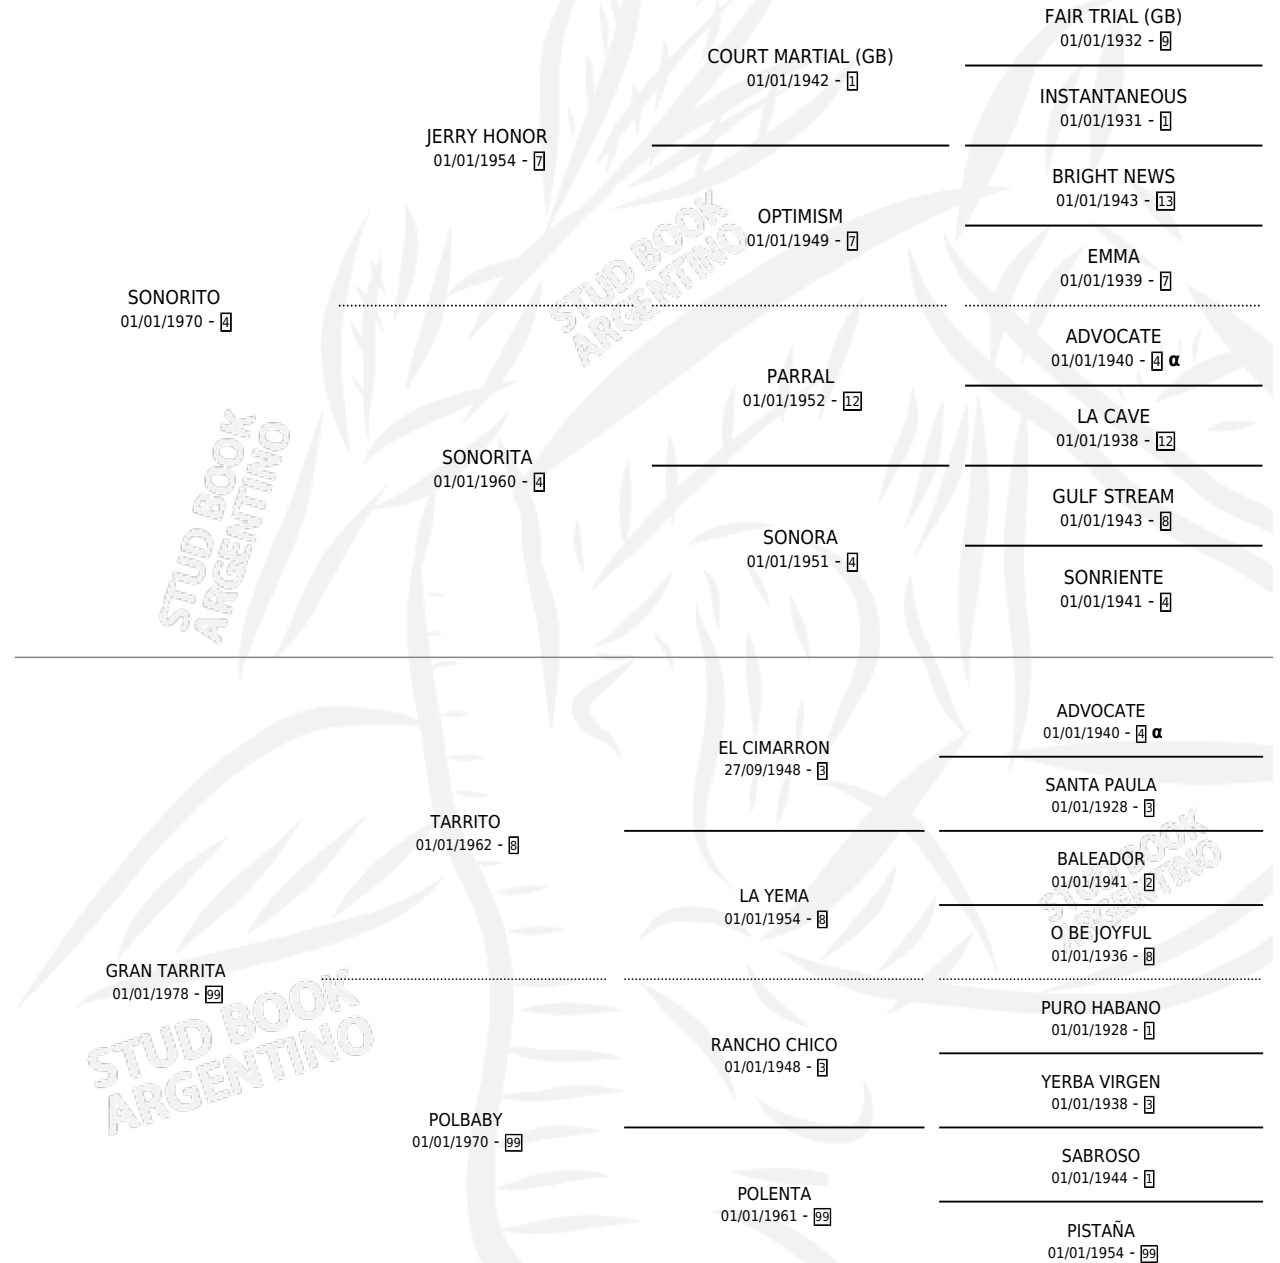 FAIR TRIAL (GB)
01/01/1932 - 9
COURT MARTIAL (GB)
01/01/1942 - 1
INSTANTANEOUS
01/01/1931 - 1
JERRY HONOR
01/01/1954 - 7
BRIGHT NEWS
01/01/1943 - 13
OPTIMISM
01/01/1949 - 7
EMMA
01/01/1939 - 7
SONORITO
01/01/1970 - 4
ADVOCATE
01/01/1940 - 4 α
PARRAL
01/01/1952 - 12
LA CAVE
01/01/1938 - 12
SONORITA
01/01/1960 - 4
GULF STREAM
01/01/1943 - 8
SONORA
01/01/1951 - 4
SONRIENTE
01/01/1941 - 4
ADVOCATE
01/01/1940 - 4 α
EL CIMARRON
27/09/1948 - 3
SANTA PAULA
01/01/1928 - 3
TARRITO
01/01/1962 - 8
BALEADOR
01/01/1941 - 2
LA YEMA
01/01/1954 - 8
O BE JOYFUL
01/01/1936 - 8
GRAN TARRITA
01/01/1978 - 99
PURO HABANO
01/01/1928 - 1
RANCHO CHICO
01/01/1948 - 3
YERBA VIRGEN
01/01/1938 - 3
POLBABY
01/01/1970 - 99
SABROSO
01/01/1944 - 1
POLENTA
01/01/1961 - 99
PISTAÑA
01/01/1954 - 99
STUD BOOK
ARGENTINO
STUD BOOK
ARGENTINO
STUD BOOK
ARGENTINO
STUD BOOK
ARGENTINO